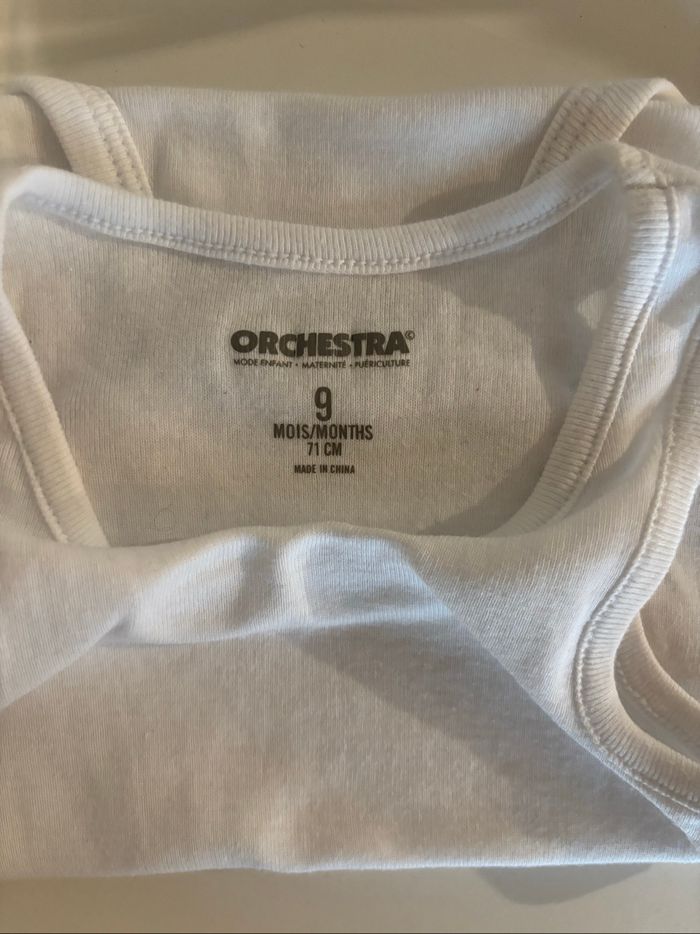 ORCHESTRA©
MODE ENFANT • MATERNITÉ • PUÉRICULTURE
9
MOIS/MONTHS
71 CM
MADE IN CHINA